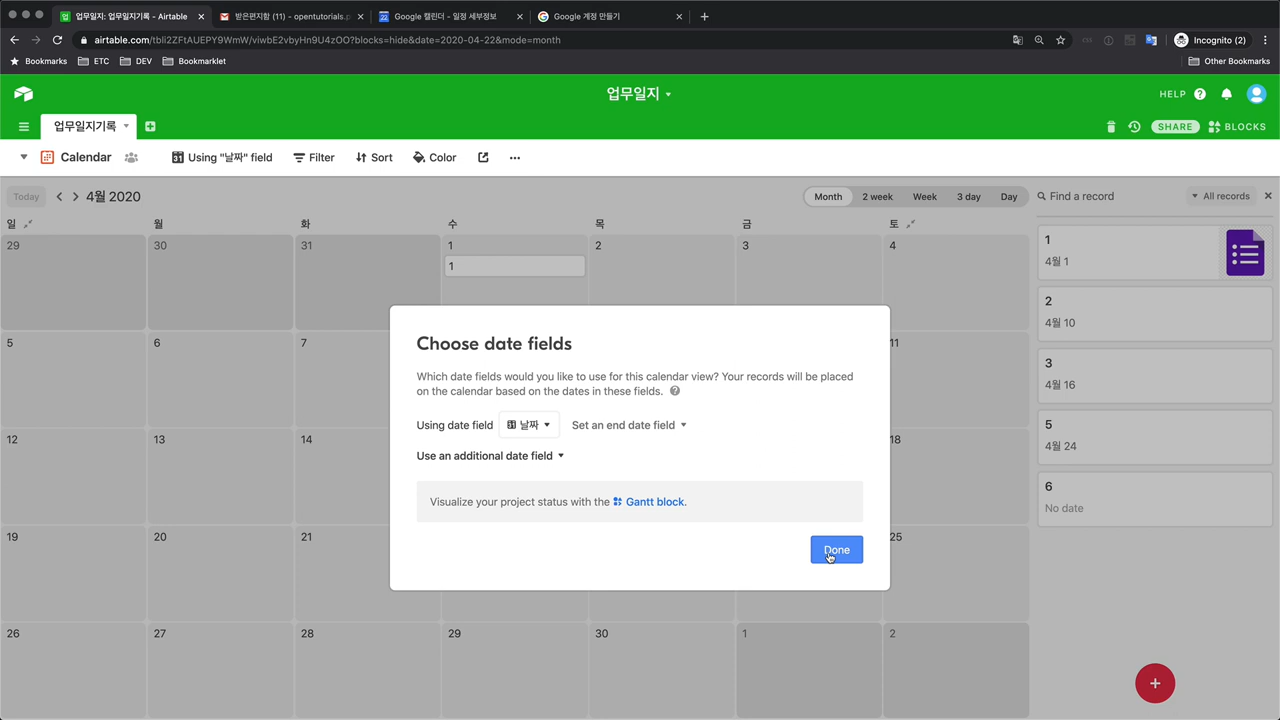 업무일지: 업무일지기록 - Airtable
받은편지함 (11) - opentutorials.p
Google 캘린더 - 일정 세부정보
Google 계정 만들기
airtable.com/tbli2ZFtAUEPY9WmW/viwbE2vbyHn9U4zOO?blocks=hide&date=2020-04-22&mode=month
Incognito (2)
Bookmarks
ETC
DEV
Bookmarklet
Other Bookmarks
업무일지
HELP
업무일지기록
SHARE
BLOCKS
Calendar
Using "날짜" field
Filter
Sort
Color
Today
4월 2020
Month
2 week
Week
3 day
Day
Find a record
All records
일 월 화 수 목 금 토
29 30 31 1 2 3 4
1
5 6 7 11
12 13 14 18
19 20 21 25
26 27 28 29 30 1 2
Choose date fields
Which date fields would you like to use for this calendar view? Your records will be placed
on the calendar based on the dates in these fields.
Using date field 날짜 Set an end date field
Use an additional date field
Visualize your project status with the Gantt block.
Done
1
4월 1
2
4월 10
3
4월 16
5
4월 24
6
No date